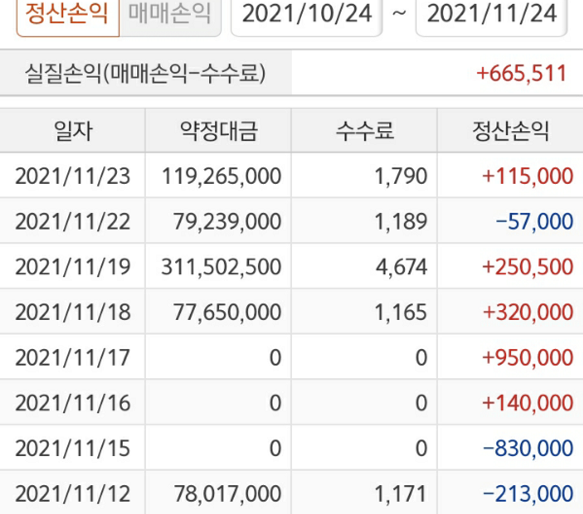 정산손익 매매손익 2021/10/24 ~ 2021/11/24
실질손익(매매손익-수수료) +665,511
일자 약정대금 수수료 정산손익
2021/11/23 119,265,000 1,790 +115,000
2021/11/22 79,239,000 1,189 -57,000
2021/11/19 311,502,500 4,674 +250,500
2021/11/18 77,650,000 1,165 +320,000
2021/11/17 0 0 +950,000
2021/11/16 0 0 +140,000
2021/11/15 0 0 -830,000
2021/11/12 78,017,000 1,171 -213,000